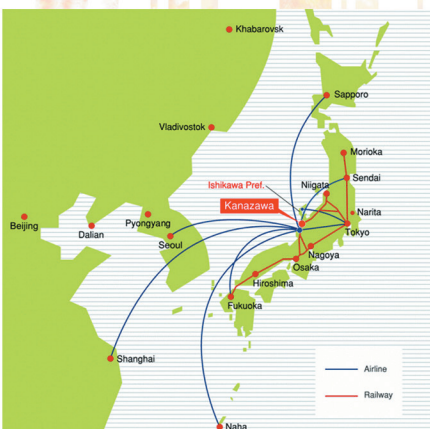 Khabarovsk
Sapporo
Vladivostok
Morioka
Ishikawa Pref.
Niigata
Sendai
Kanazawa
Narita
Beijing
Dalian
Pyongyang
Seoul
Tokyo
Nagoya
Osaka
Hiroshima
Fukuoka
Shanghai
Airline
Railway
Naha